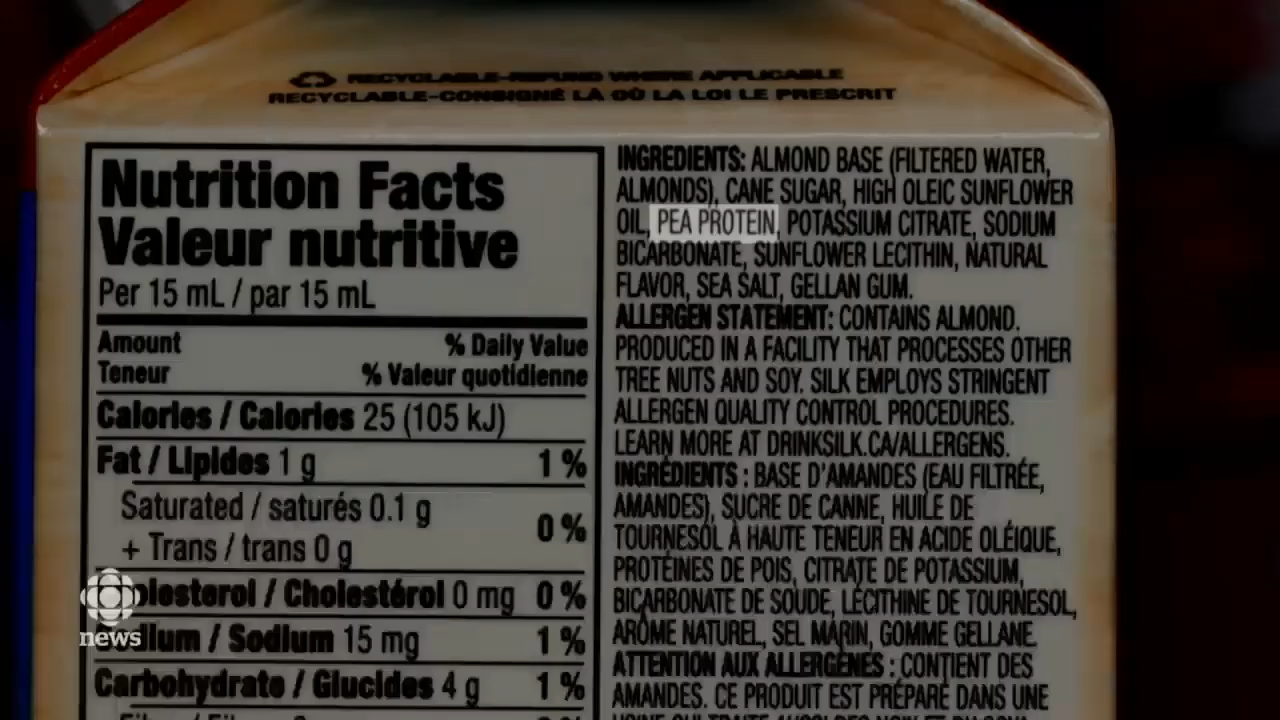 RECYCLABLE-REFUND WHERE APPLICABLE
RECYCLABLE-CONSIGNÉ LÀ OÙ LA LOI LE PRESCRIT
Nutrition Facts
Valeur nutritive
Per 15 mL / par 15 mL
Amount % Daily Value
Teneur % Valeur quotidienne
Calories / Calories 25 (105 kJ)
Fat / Lipides 1 g 1 %
Saturated / saturés 0.1 g
+ Trans / trans 0 g
0 %
olesterol / Cholestérol 0 mg 0 %
dium / Sodium 15 mg 1 %
Carbohydrate / Glucides 4 g 1 %
INGREDIENTS: ALMOND BASE (FILTERED WATER,
ALMONDS), CANE SUGAR, HIGH OLEIC SUNFLOWER
OIL, PEA PROTEIN, POTASSIUM CITRATE, SODIUM
BICARBONATE, SUNFLOWER LECITHIN, NATURAL
FLAVOR, SEA SALT, GELLAN GUM.
ALLERGEN STATEMENT: CONTAINS ALMOND.
PRODUCED IN A FACILITY THAT PROCESSES OTHER
TREE NUTS AND SOY. SILK EMPLOYS STRINGENT
ALLERGEN QUALITY CONTROL PROCEDURES.
LEARN MORE AT DRINKSILK.CA/ALLERGENS.
INGRÉDIENTS : BASE D'AMANDES (EAU FILTRÉE,
AMANDES), SUCRE DE CANNE, HUILE DE
TOURNESOL À HAUTE TENEUR EN ACIDE OLÉIQUE,
PROTÉINES DE POIS, CITRATE DE POTASSIUM,
BICARBONATE DE SOUDE, LÉCITHINE DE TOURNESOL,
ARÔME NATUREL, SEL MARIN, GOMME GELLANE.
ATTENTION AUX ALLERGÈNES : CONTIENT DES
AMANDES. CE PRODUIT EST PRÉPARÉ DANS UNE
news